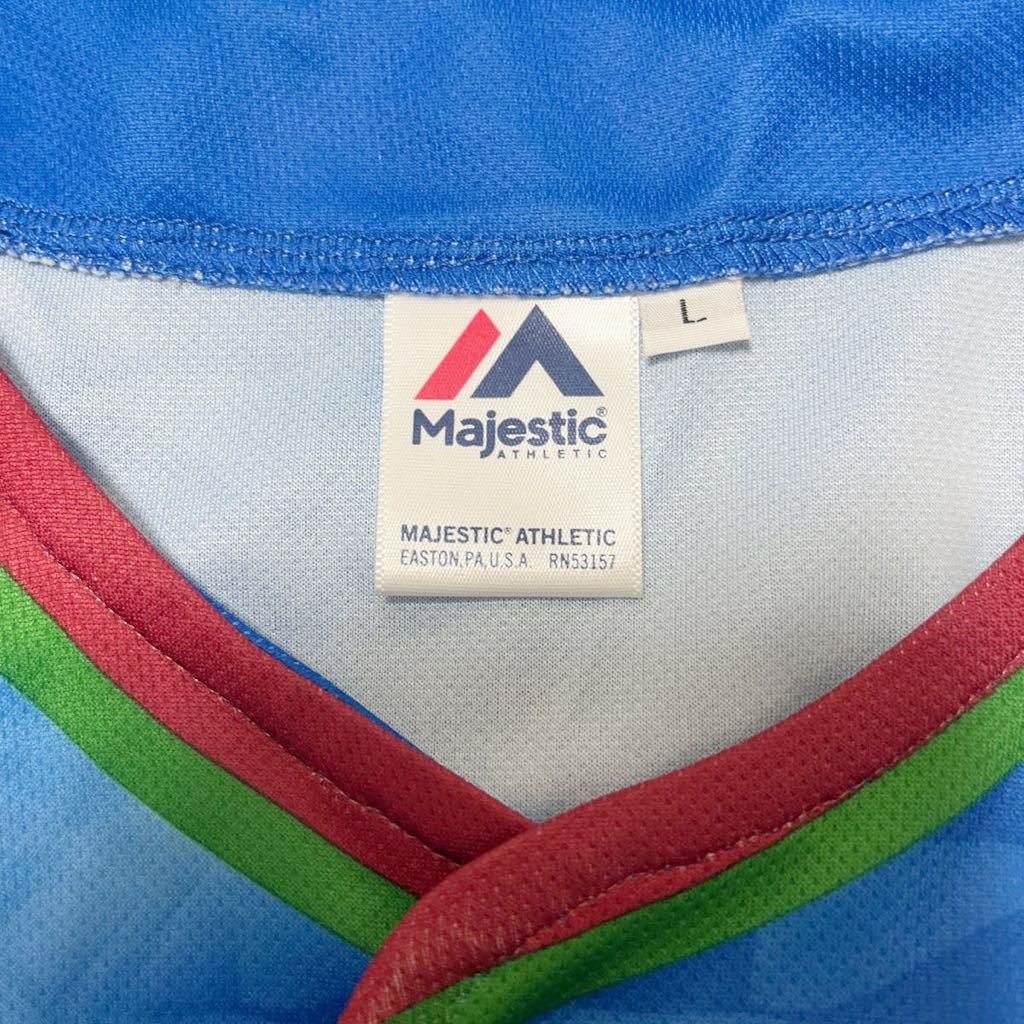 L
Majestic®
ATHLETIC
MAJESTIC® ATHLETIC
EASTON, PA, U.S.A. RN53157